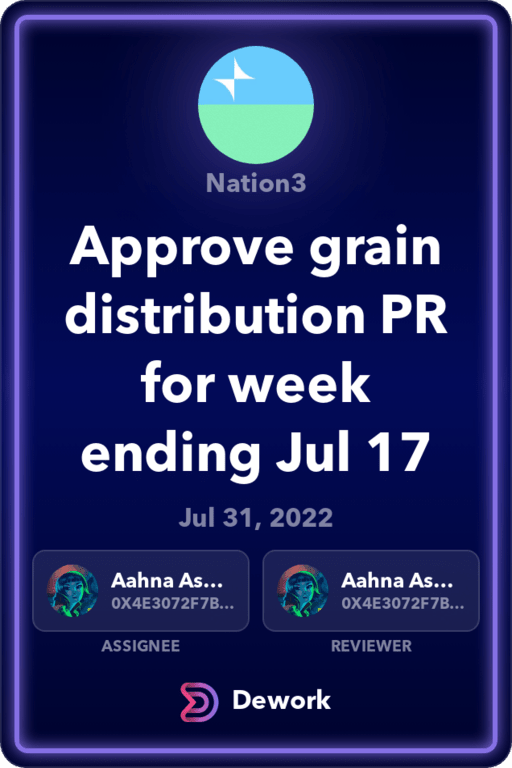 Nation3
Approve grain
distribution PR
for week
ending Jul 17
Jul 31, 2022
Aahna As...
0X4E3072F7B...
ASSIGNEE
Aahna As...
0X4E3072F7B...
REVIEWER
Dework